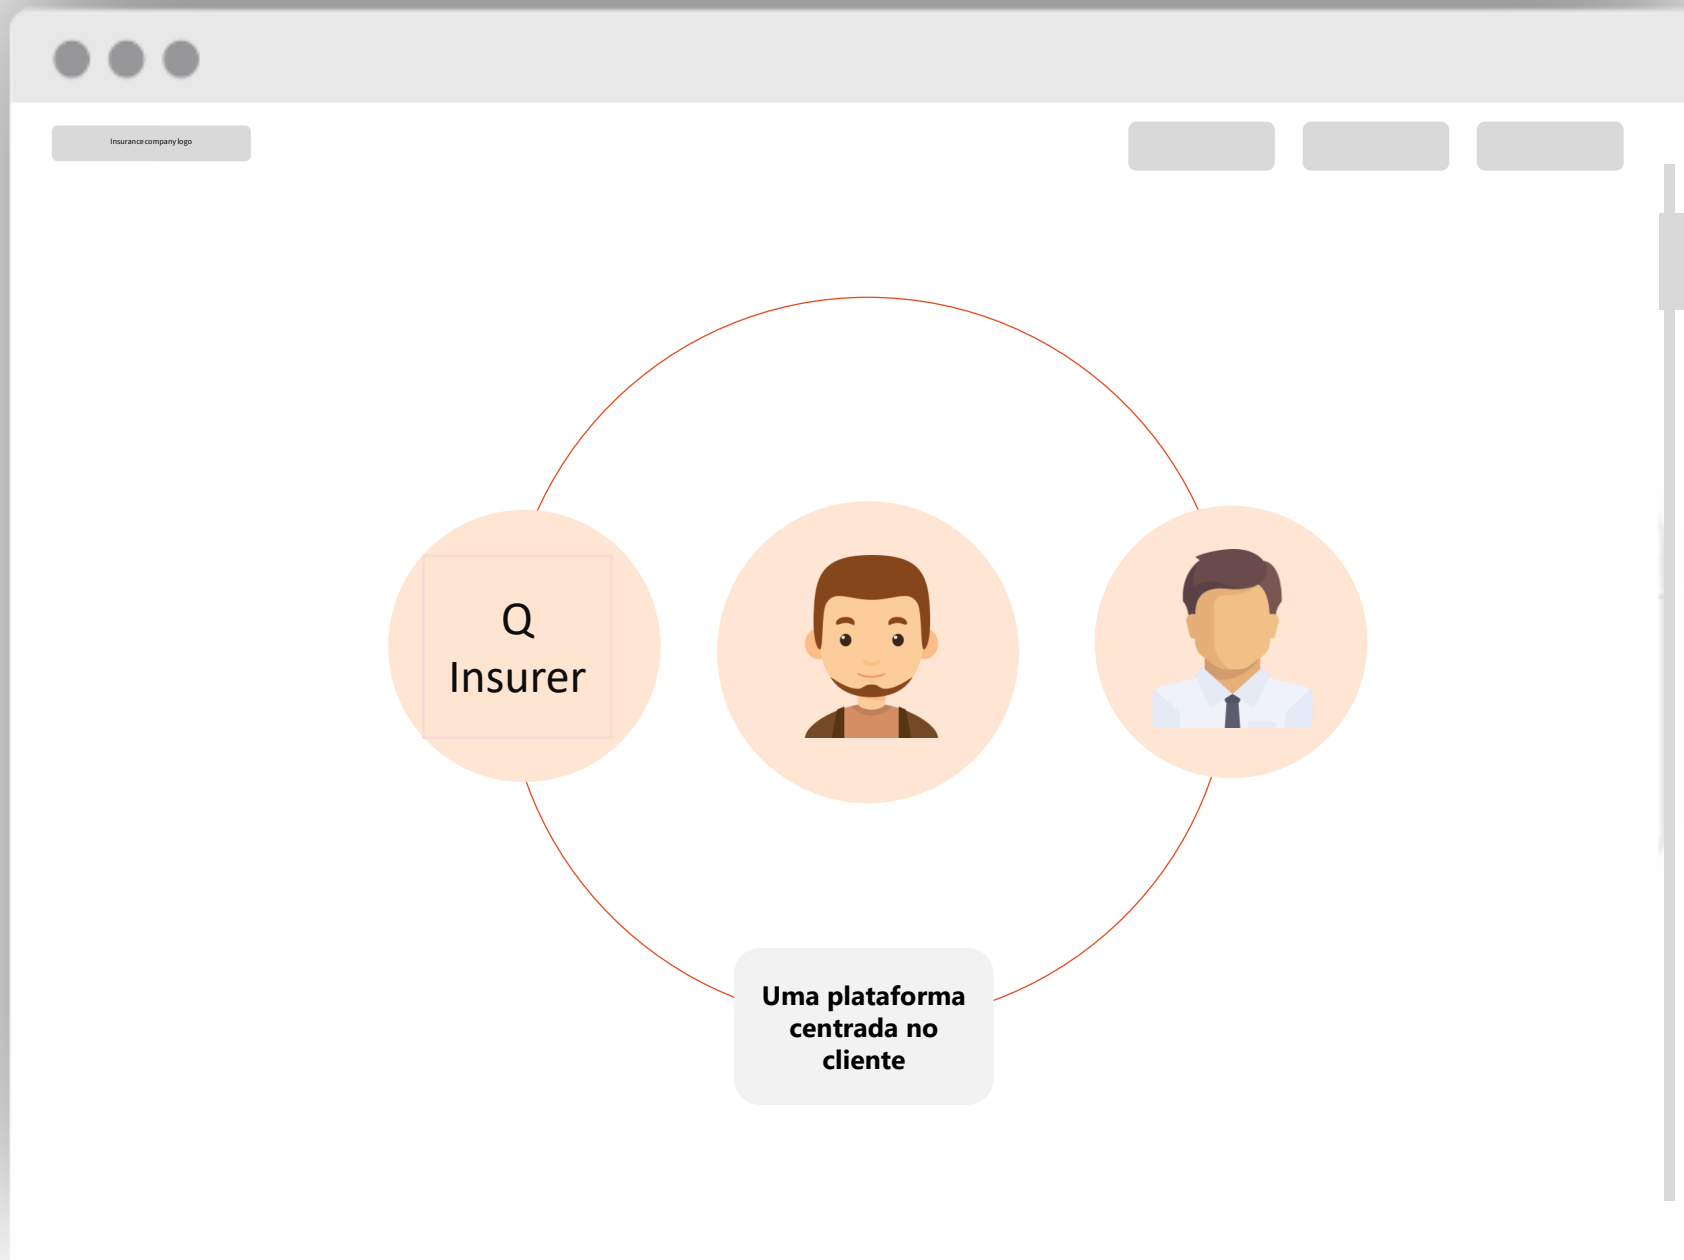 Insurance company logo
Q
Insurer
Uma plataforma
centrada no
cliente